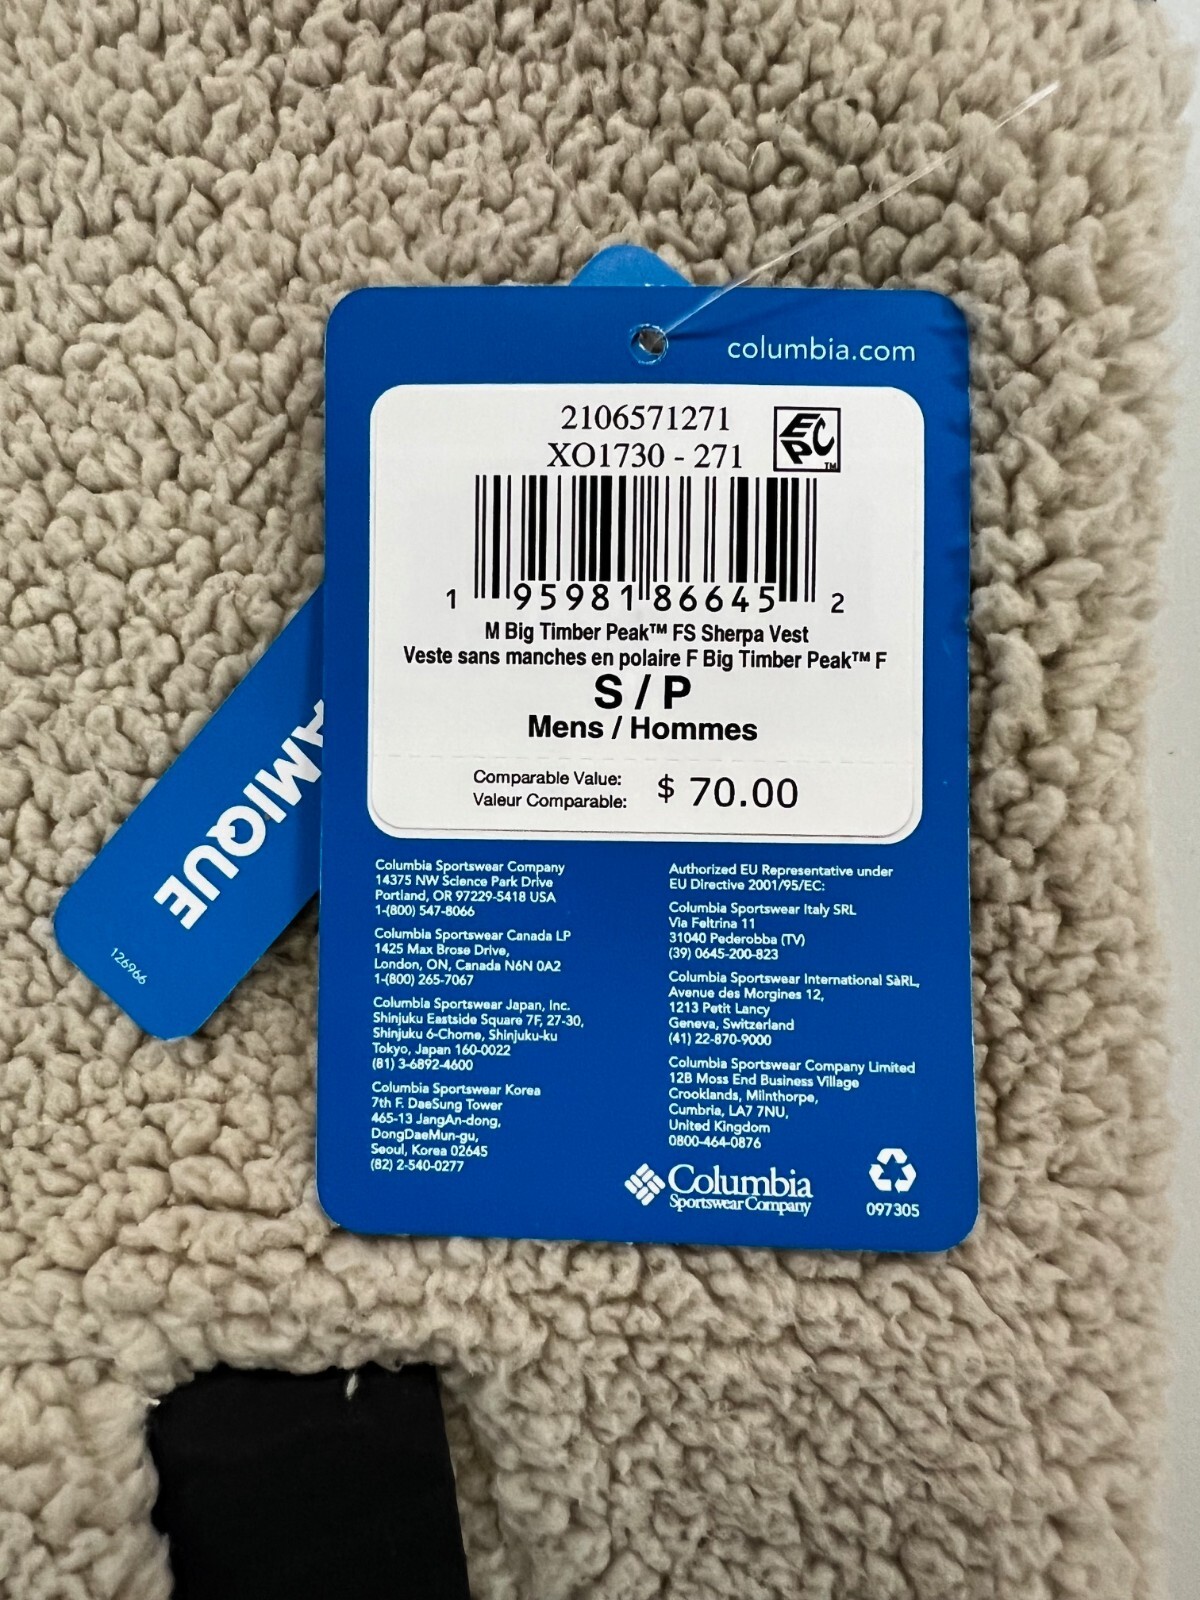 columbia.com
2106571271
XO1730 - 271
EPC
TM
1 95981 86645 2
M Big Timber Peak™ FS Sherpa Vest
Veste sans manches en polaire F Big Timber Peak™ F
S / P
Mens / Hommes
Comparable Value:
Valeur Comparable:
$ 70.00
Columbia Sportswear Company
14375 NW Science Park Drive
Portland, OR 97229-5418 USA
1-(800) 547-8066
Columbia Sportswear Canada LP
1425 Max Brose Drive,
London, ON, Canada N6N 0A2
1-(800) 265-7067
Columbia Sportswear Japan, Inc.
Shinjuku Eastside Square 7F, 27-30,
Shinjuku 6-Chome, Shinjuku-ku
Tokyo, Japan 160-0022
(81) 3-6892-4600
Columbia Sportswear Korea
7th F. DaeSung Tower
465-13 JangAn-dong,
DongDaeMun-gu,
Seoul, Korea 02645
(82) 2-540-0277
Authorized EU Representative under
EU Directive 2001/95/EC:
Columbia Sportswear Italy SRL
Via Feltrina 11
31040 Pederobba (TV)
(39) 0645-200-823
Columbia Sportswear International SàRL,
Avenue des Morgines 12,
1213 Petit Lancy
Geneva, Switzerland
(41) 22-870-9000
Columbia Sportswear Company Limited
12B Moss End Business Village
Crooklands, Milnthorpe,
Cumbria, LA7 7NU,
United Kingdom
0800-464-0876
Columbia
Sportswear Company
097305
AMIQUE
126966